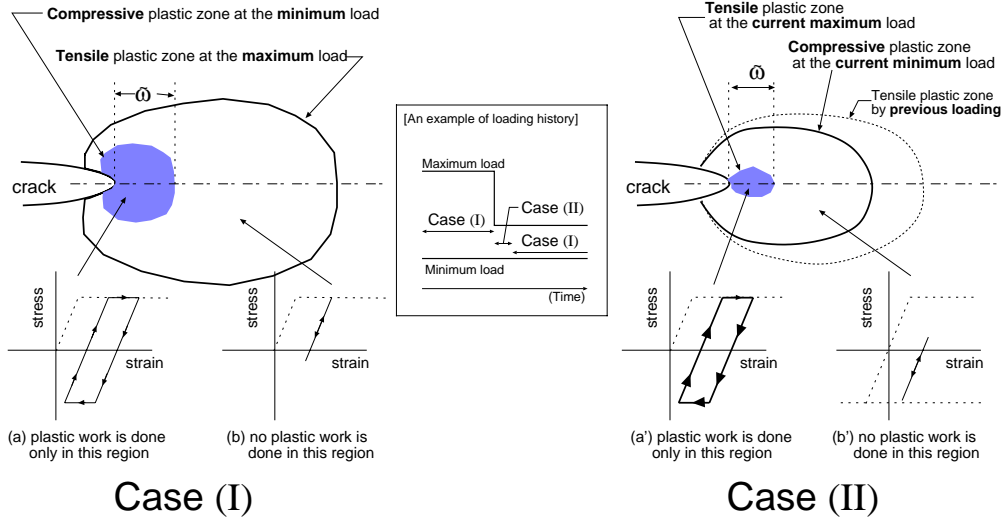 Compressive plastic zone at the minimum load
Tensile plastic zone at the maximum load
ω̃
crack
stress
strain
(a) plastic work is done
only in this region
stress
strain
(b) no plastic work is
done in this region
Case (I)
[An example of loading history]
Maximum load
Case (II)
Case (I)
Case (I)
Minimum load
(Time)
Tensile plastic zone
at the current maximum load
Compressive plastic zone
at the current minimum load
ω̃
Tensile plastic zone
by previous loading
crack
stress
strain
(a') plastic work is done
only in this region
stress
strain
(b') no plastic work is
done in this region
Case (II)